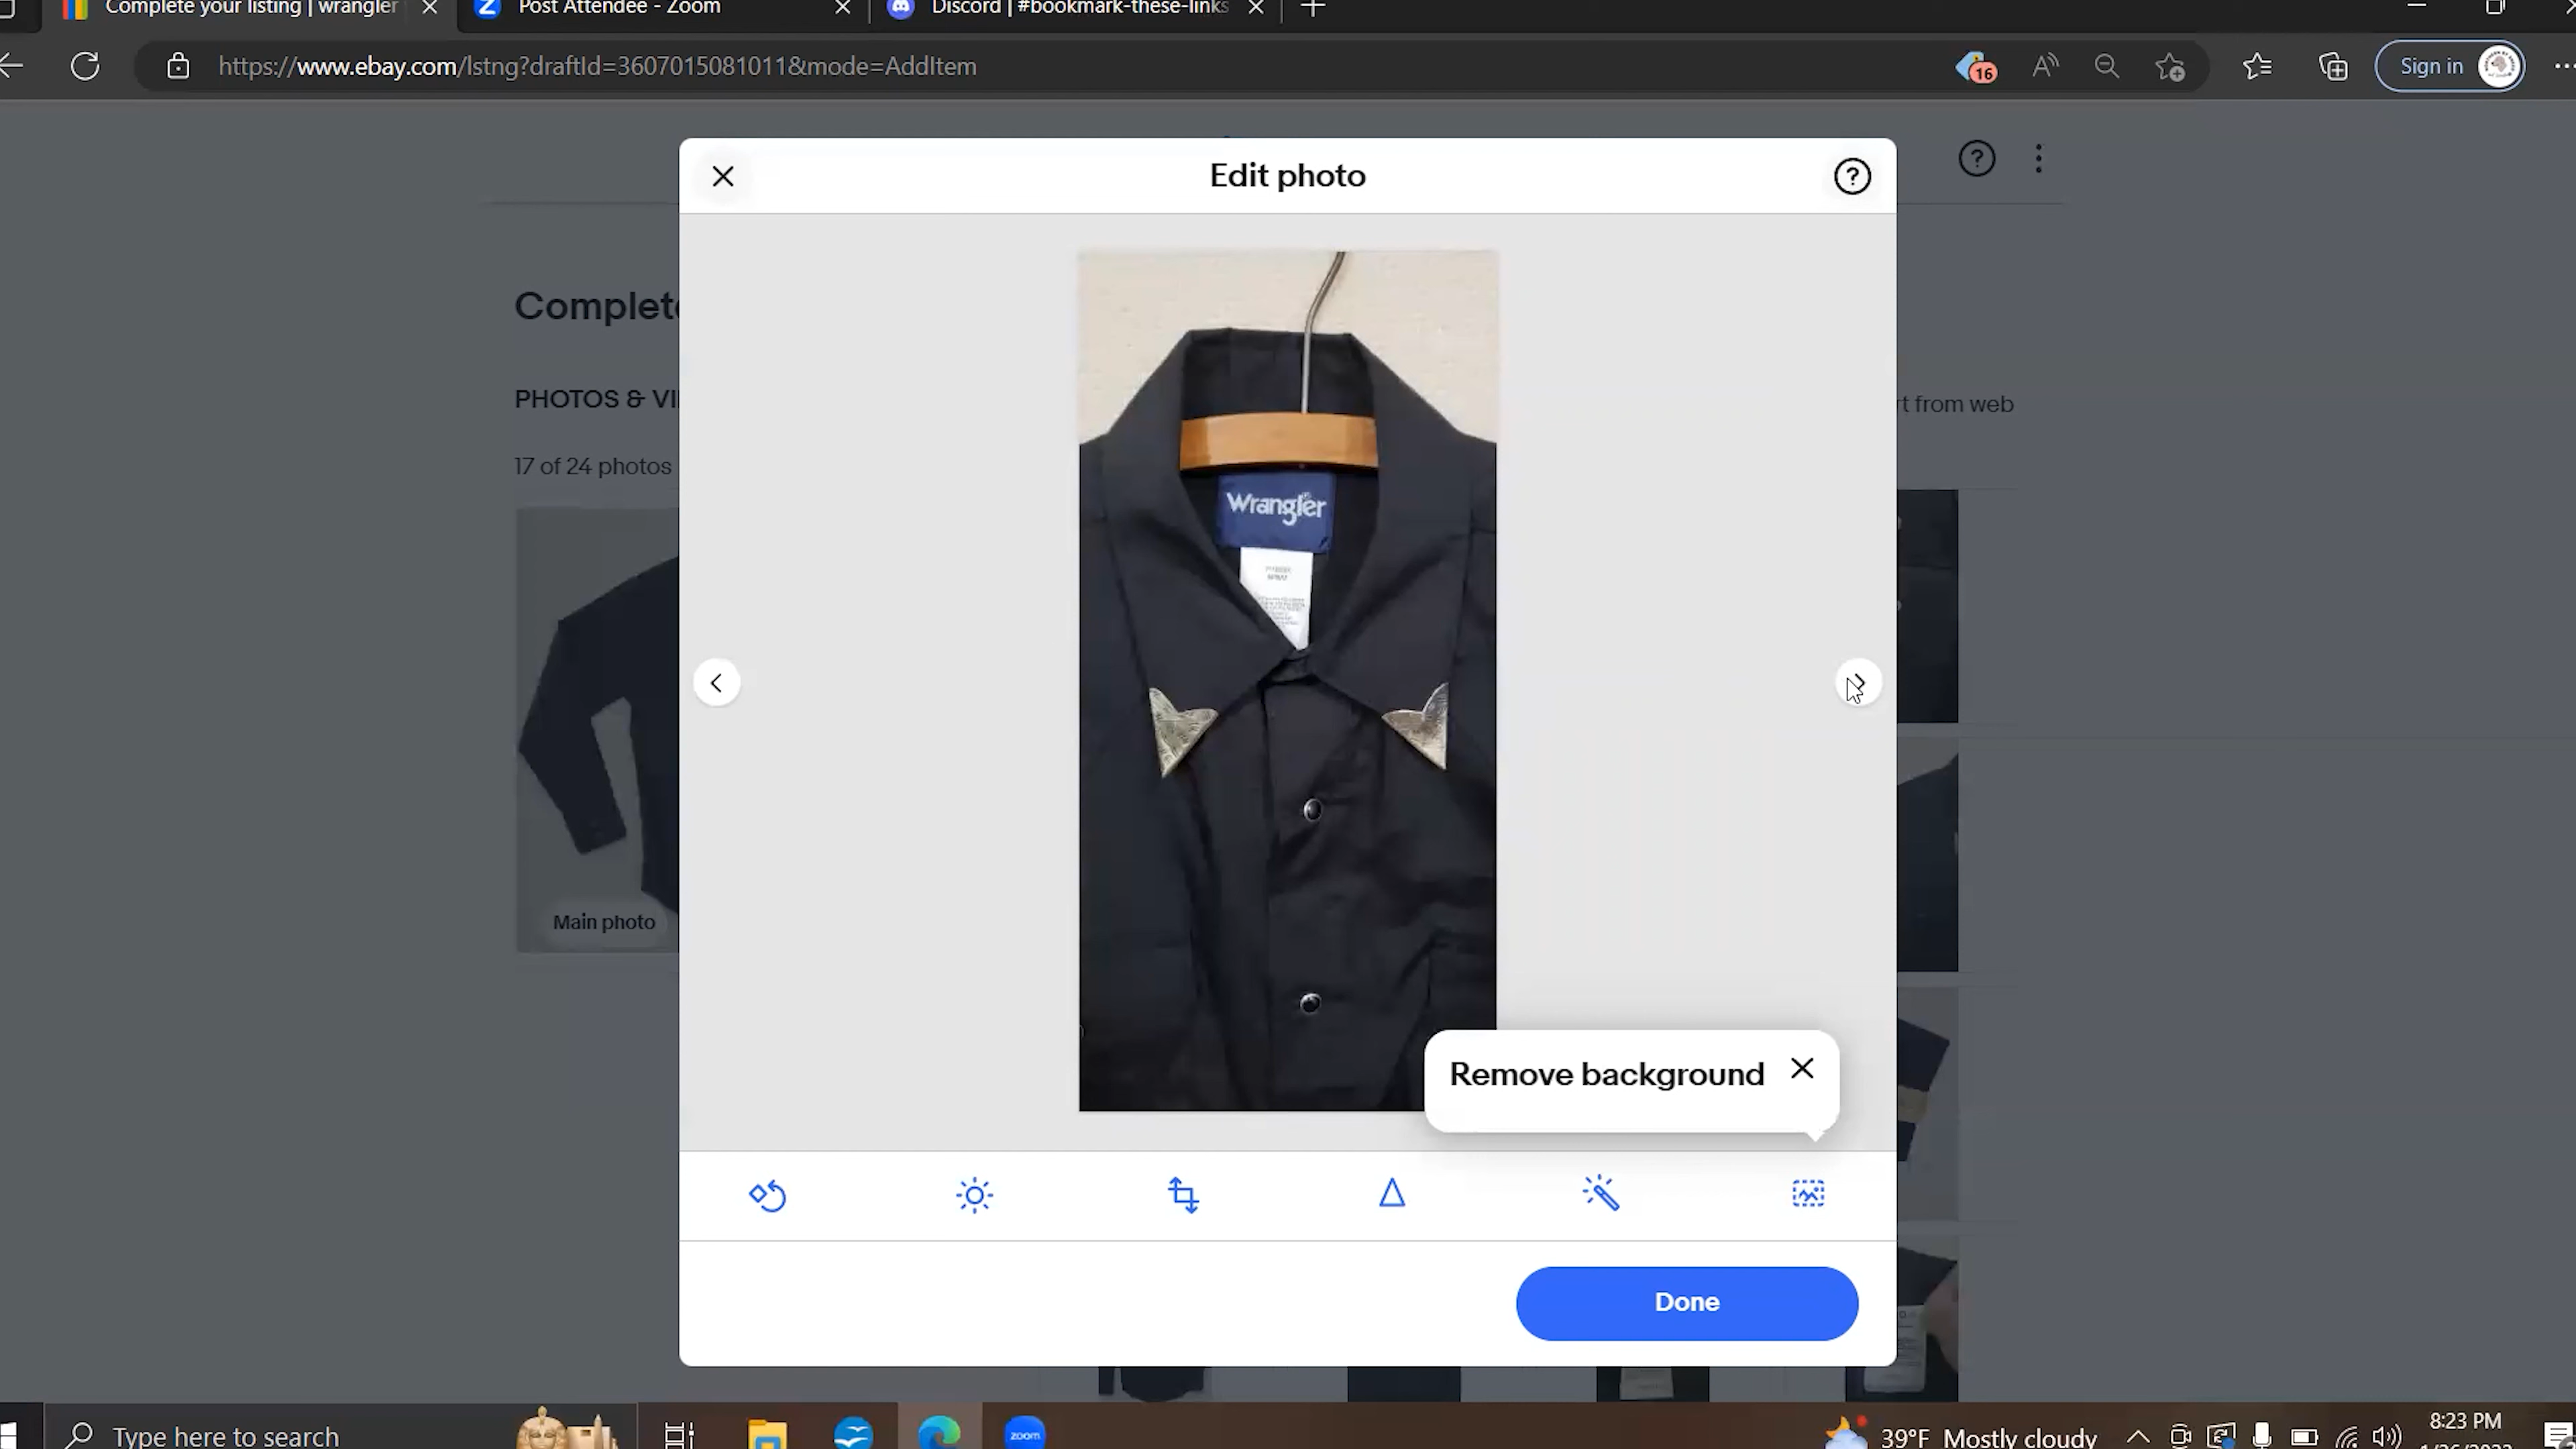 Complete your listing | wrangler
Post Attendee - Zoom
Discord | #bookmark-these-links
https://www.ebay.com/lstng?draftId=3607015081011&mode=AddItem
16
Sign in
Edit photo
Complete
PHOTOS & VI
rt from web
17 of 24 photos
Wrangler
Main photo
Remove background
Done
Type here to search
zoom
39°F Mostly cloudy
8:23 PM